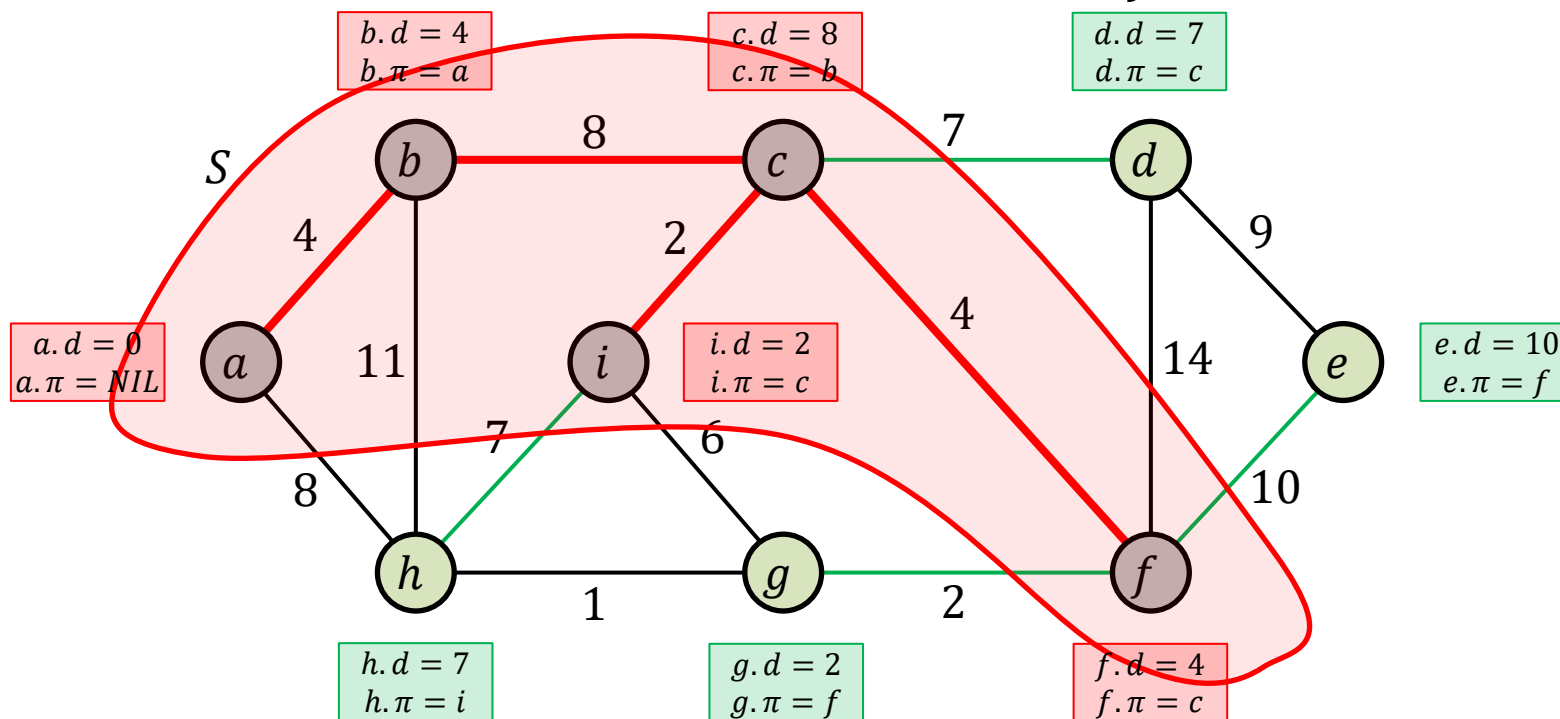 b.d = 4
b.π = a
c.d = 8
c.π = b
d.d = 7
d.π = c
S
b
8
c
7
d
4
2
9
4
a.d = 0
a.π = NIL
a
11
i
i.d = 2
i.π = c
14
e
e.d = 10
e.π = f
8
7
6
10
h
1
g
2
f
h.d = 7
h.π = i
g.d = 2
g.π = f
f.d = 4
f.π = c